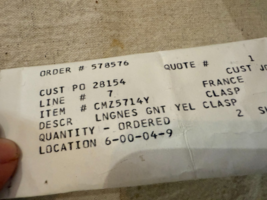 ORDER # 578576 QUOTE # 1
CUST PO 28154 CUST JO
LINE # 7 FRANCE
ITEM # CMZ5714Y CLASP
DESCR LNGNES GNT YEL CLASP
QUANTITY - ORDERED 2
LOCATION 6-00-04-9